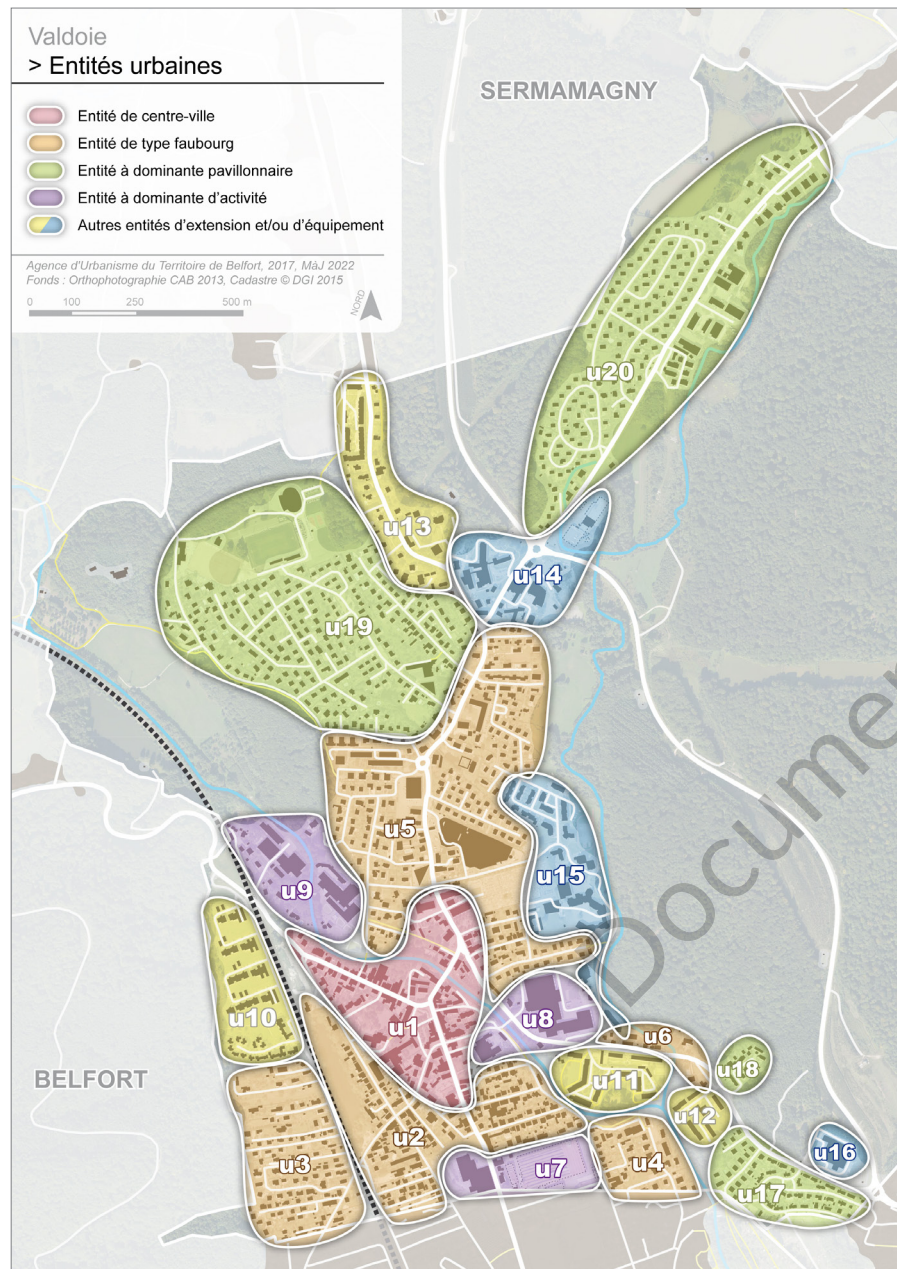 Valdoie
> Entités urbaines
Entité de centre-ville
Entité de type faubourg
Entité à dominante pavillonnaire
Entité à dominante d'activité
Autres entités d'extension et/ou d'équipement
Agence d'Urbanisme du Territoire de Belfort, 2017, MàJ 2022
Fonds : Orthophotographie CAB 2013, Cadastre © DGI 2015
0 100 250 500 m
NORD
SERMAMAGNY
u20
u13
u14
u19
u5
u15
u9
u10
u1
u8
u6
u18
u11
u12
BELFORT
u2
u3
u7
u4
u16
u17
Documen